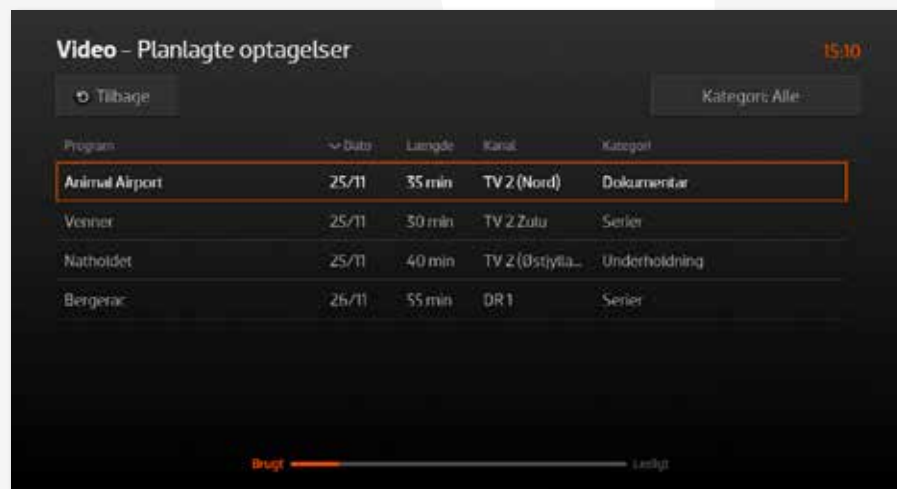 Video – Planlagte optagelser 15:10
Tilbage Kategori: Alle
Program Dato Længde Kanal Kategori
Animal Airport 25/11 35 min TV 2 (Nord) Dokumentar
Venner 25/11 30 min TV 2 Zulu Serier
Natholdet 25/11 40 min TV 2 (Østjylla... Underholdning
Bergerac 26/11 55 min DR 1 Serier
Brugt Ledigt